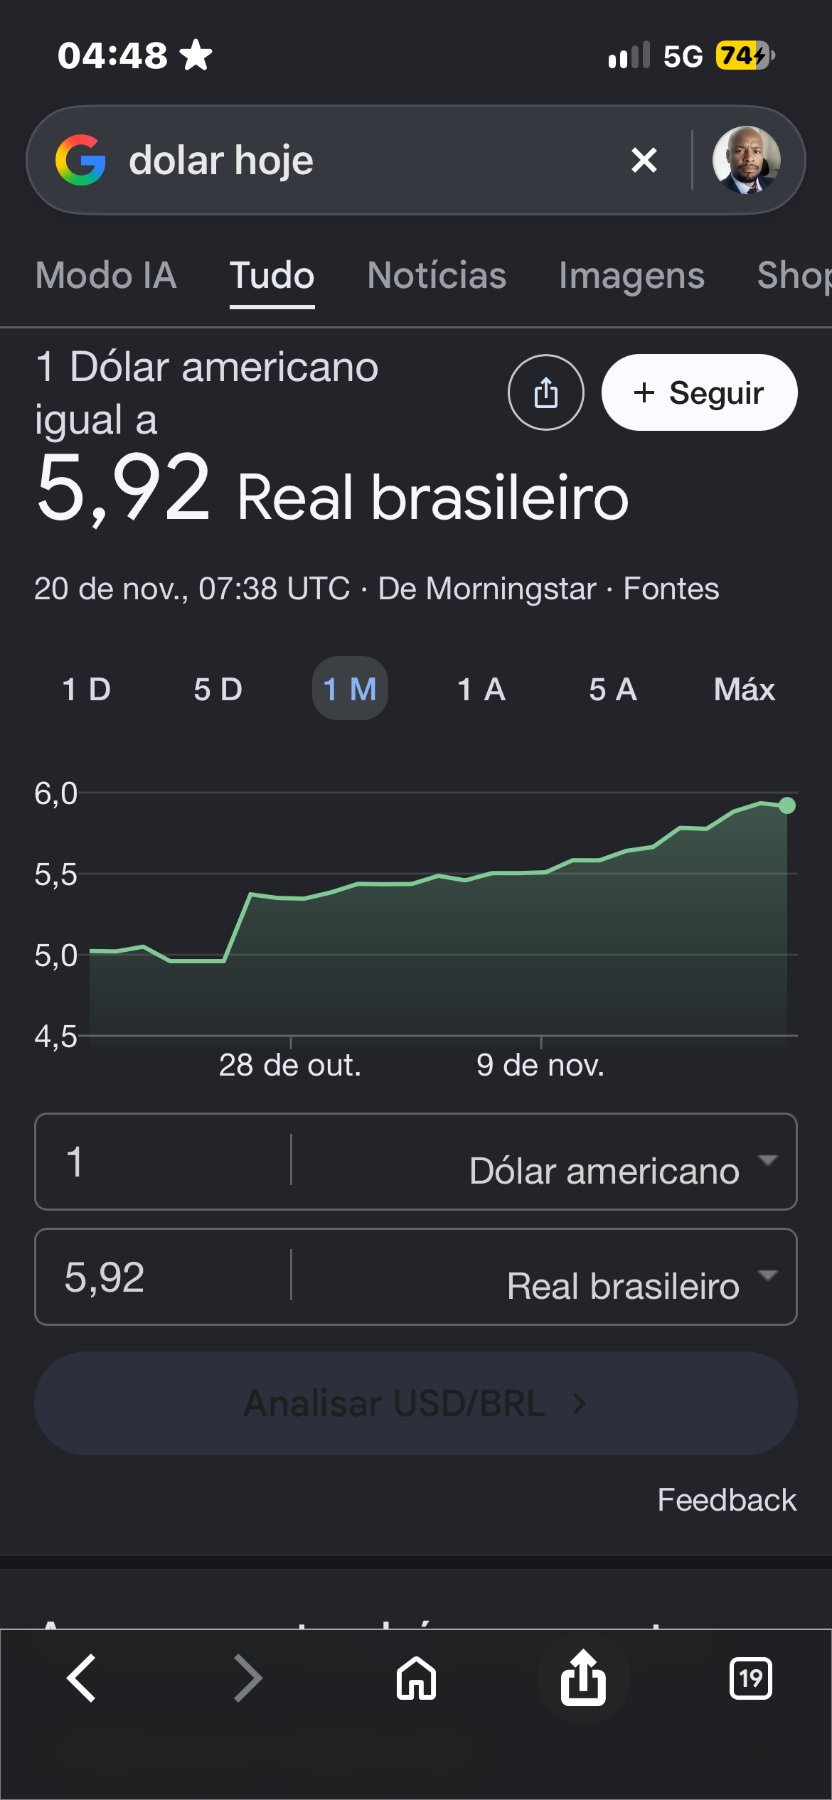 04:48
5G 74
dolar hoje
Modo IA Tudo Notícias Imagens Shop
1 Dólar americano
igual a
5,92 Real brasileiro
20 de nov., 07:38 UTC · De Morningstar · Fontes
+ Seguir
1 D 5 D 1 M 1 A 5 A Máx
6,0
5,5
5,0
4,5
28 de out. 9 de nov.
1 Dólar americano
5,92 Real brasileiro
Analisar USD/BRL
Feedback
19